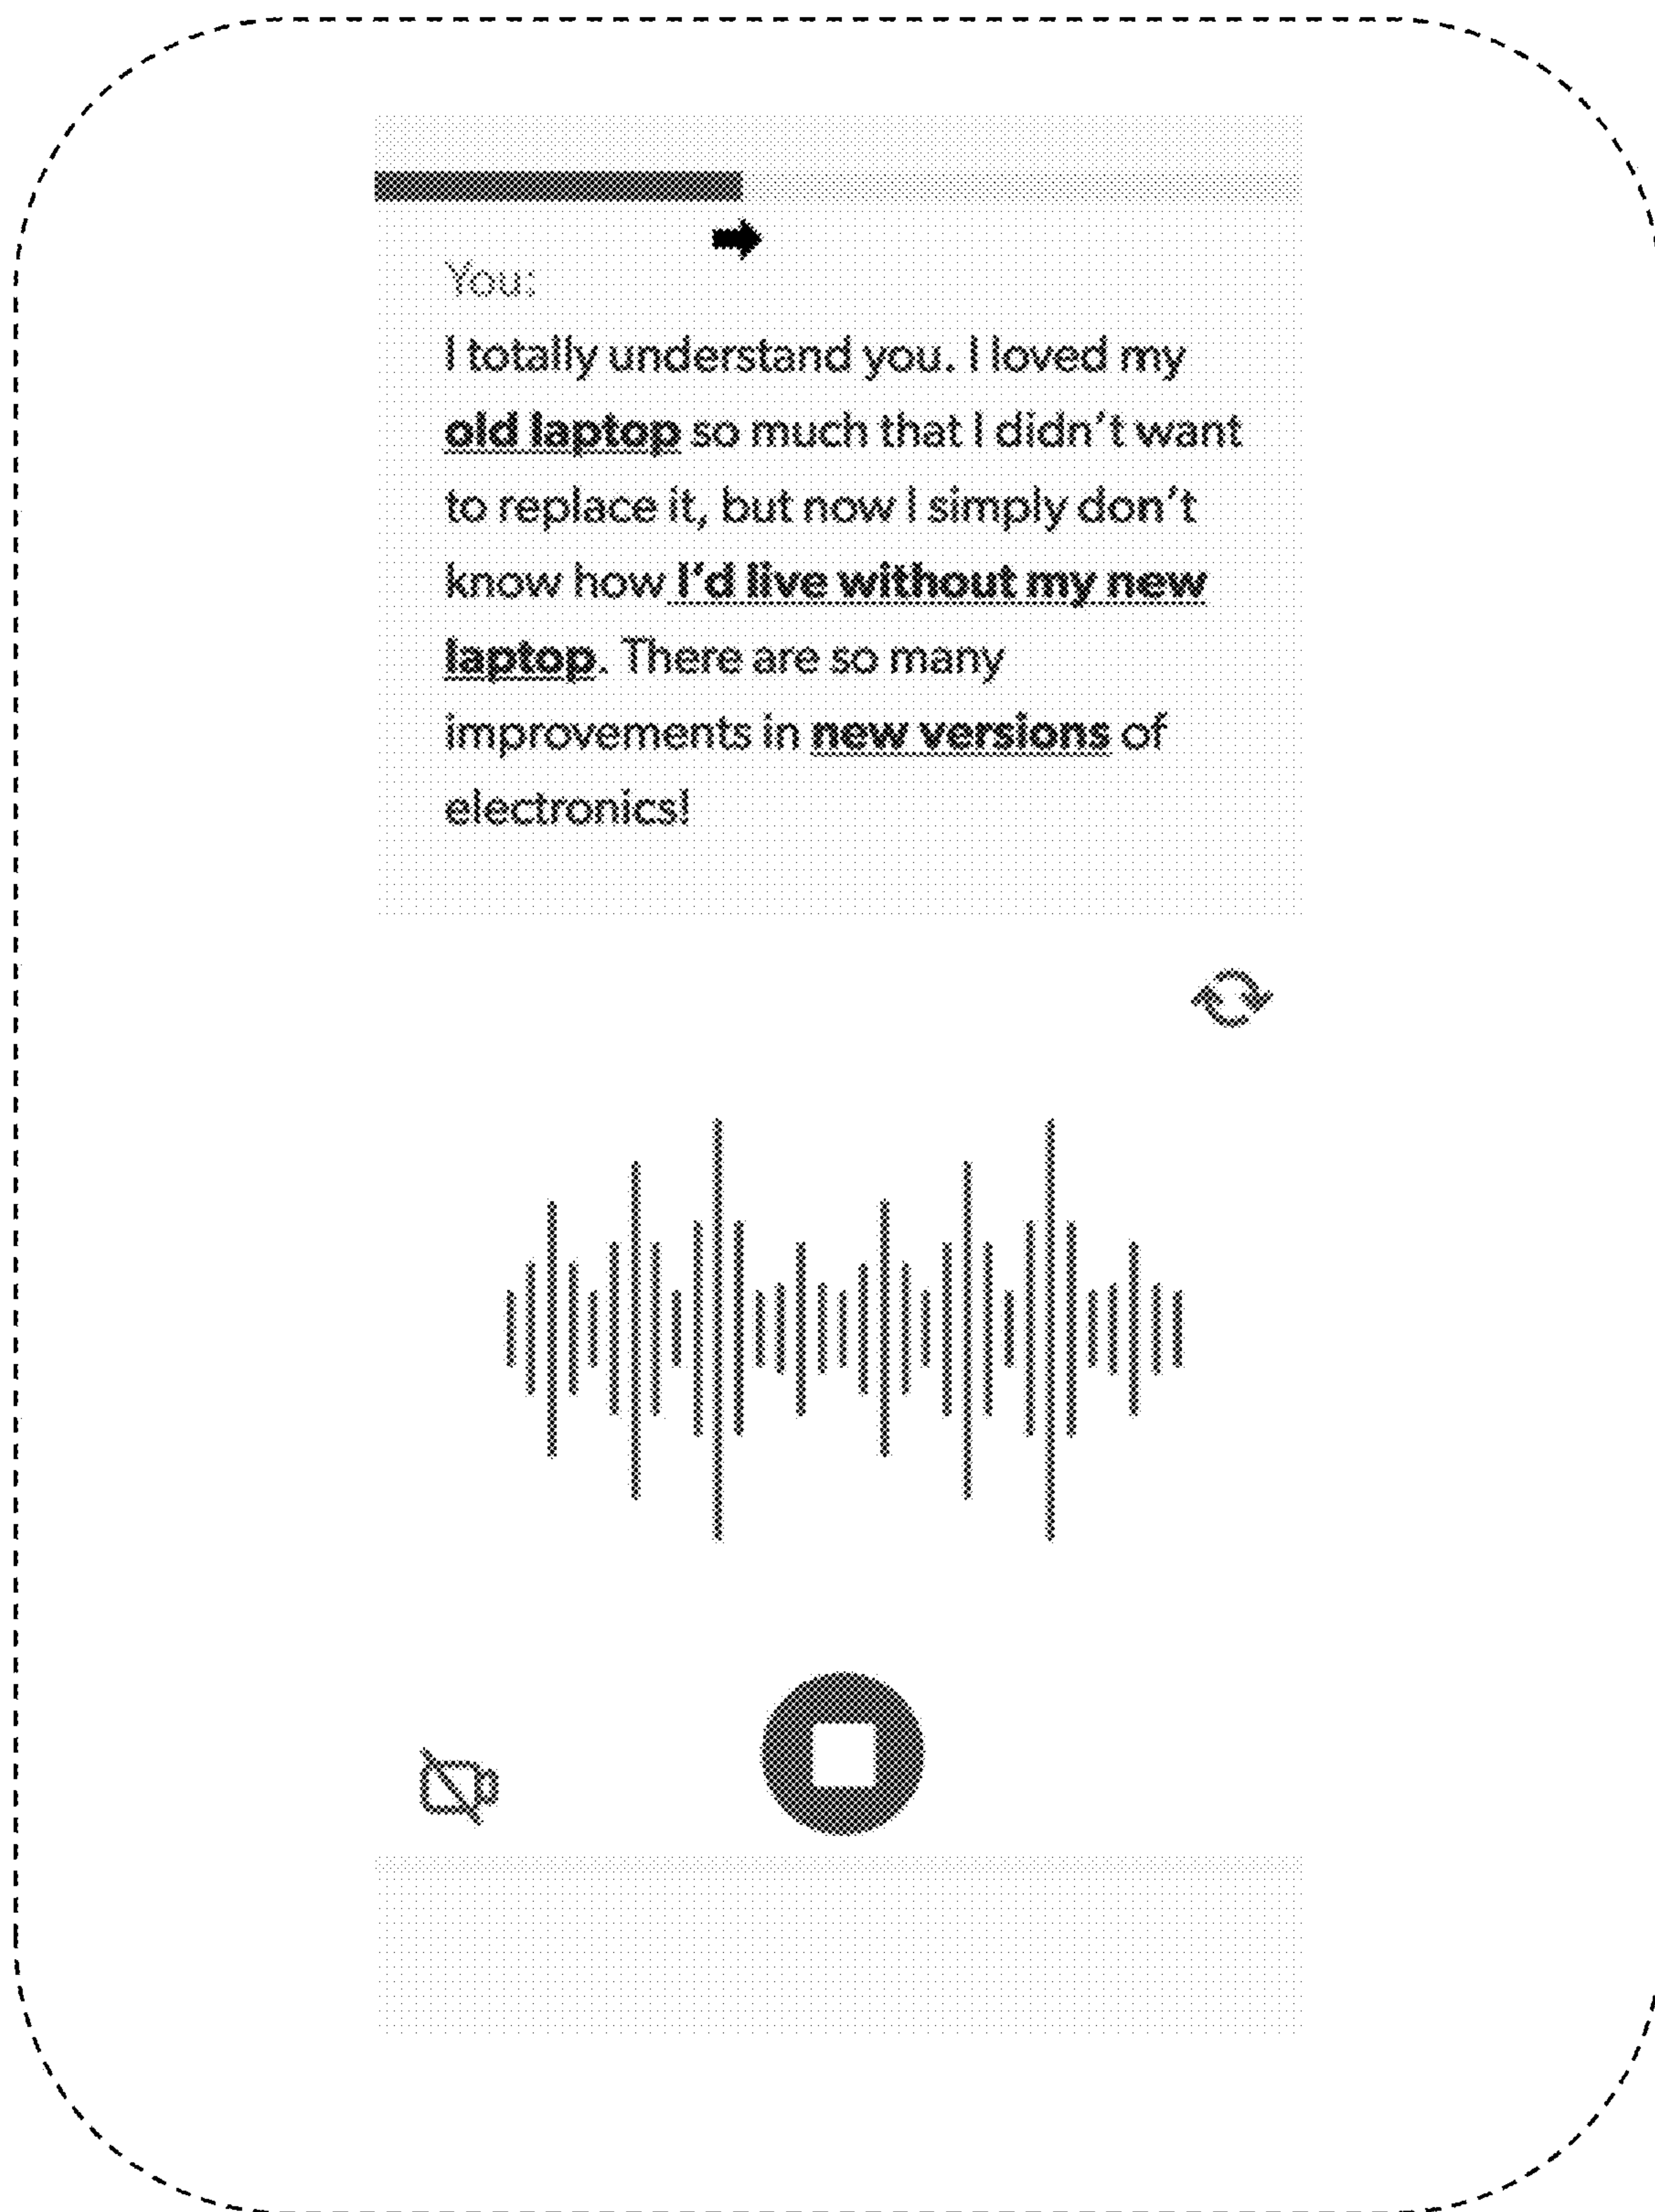 You:
I totally understand you. I loved my
old laptop so much that I didn't want
to replace it, but now I simply don't
know how I'd live without my new
laptop. There are so many
improvements in new versions of
electronics!